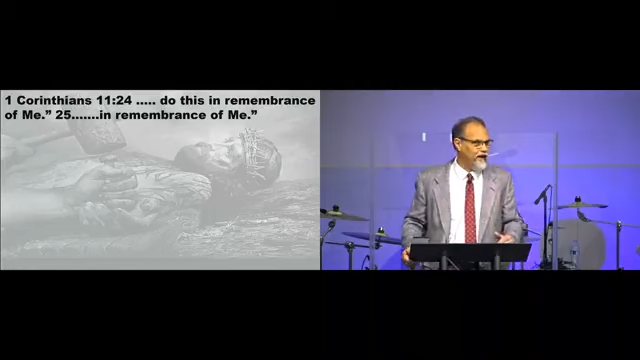 1 Corinthians 11:24 ..... do this in remembrance
of Me.” 25.......in remembrance of Me.”